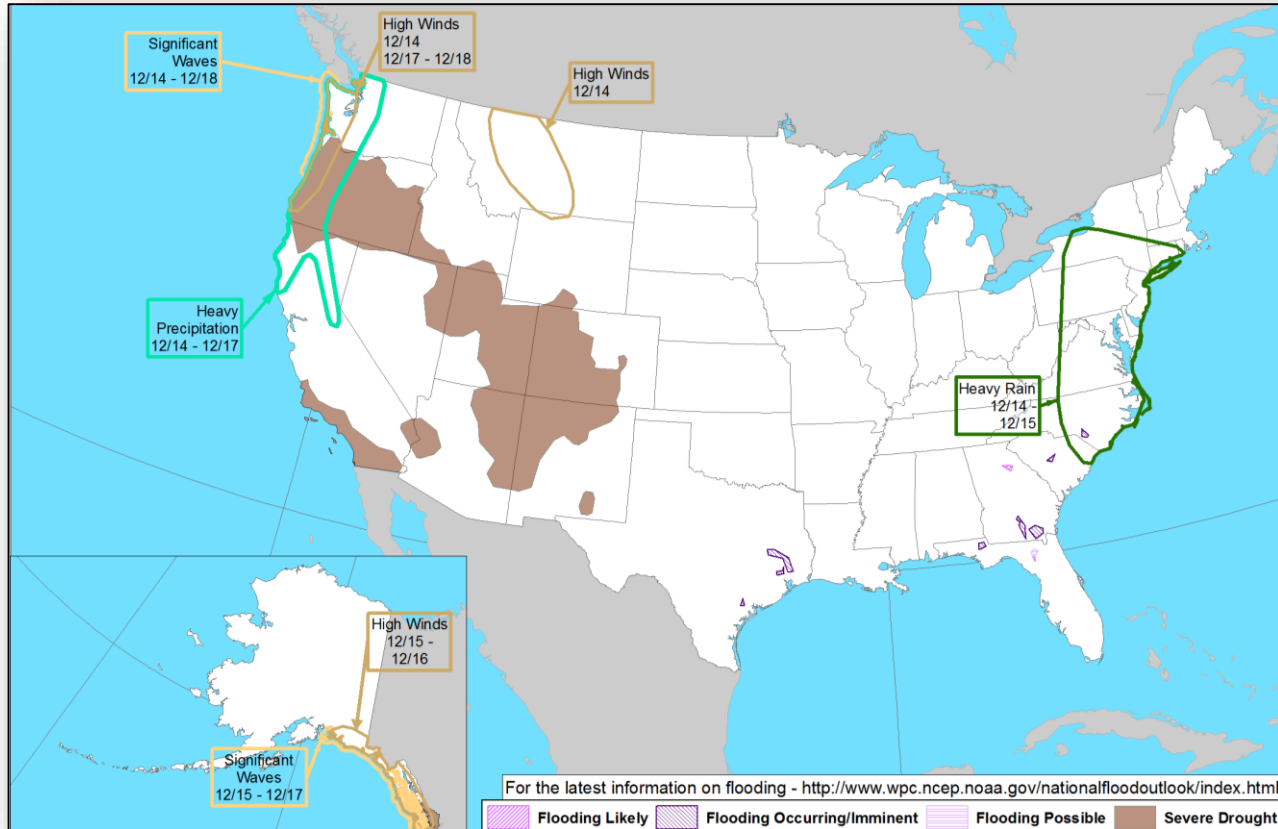 Significant
Waves
12/14 - 12/18
High Winds
12/14
12/17 - 12/18
High Winds
12/14
Heavy
Precipitation
12/14 - 12/17
Heavy Rain
12/14 -
12/15
High Winds
12/15 -
12/16
Significant
Waves
12/15 - 12/17
For the latest information on flooding - http://www.wpc.ncep.noaa.gov/nationalfloodoutlook/index.html
Flooding Likely
Flooding Occurring/Imminent
Flooding Possible
Severe Drought